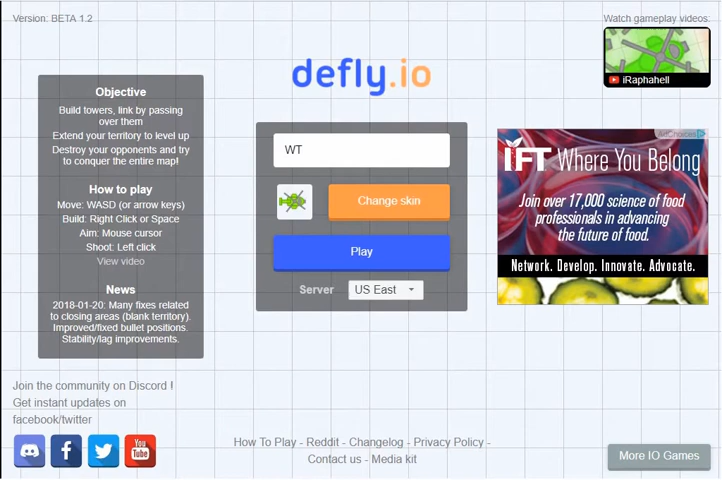 Version: BETA 1.2
Watch gameplay videos:
iRaphahell
defly.io
Objective
Build towers, link by passing
over them
Extend your territory to level up
Destroy your opponents and try
to conquer the entire map!
How to play
Move: WASD (or arrow keys)
Build: Right Click or Space
Aim: Mouse cursor
Shoot: Left click
View video
News
2018-01-20: Many fixes related
to closing areas (blank territory).
Improved/fixed bullet positions.
Stability/lag improvements.
WT
Change skin
Play
Server US East
AdChoices
IFT Where You Belong
Join over 17,000 science of food
professionals in advancing
the future of food.
Network. Develop. Innovate. Advocate.
Join the community on Discord !
Get instant updates on
facebook/twitter
You
Tube
How To Play - Reddit - Changelog - Privacy Policy -
Contact us - Media kit
More IO Games